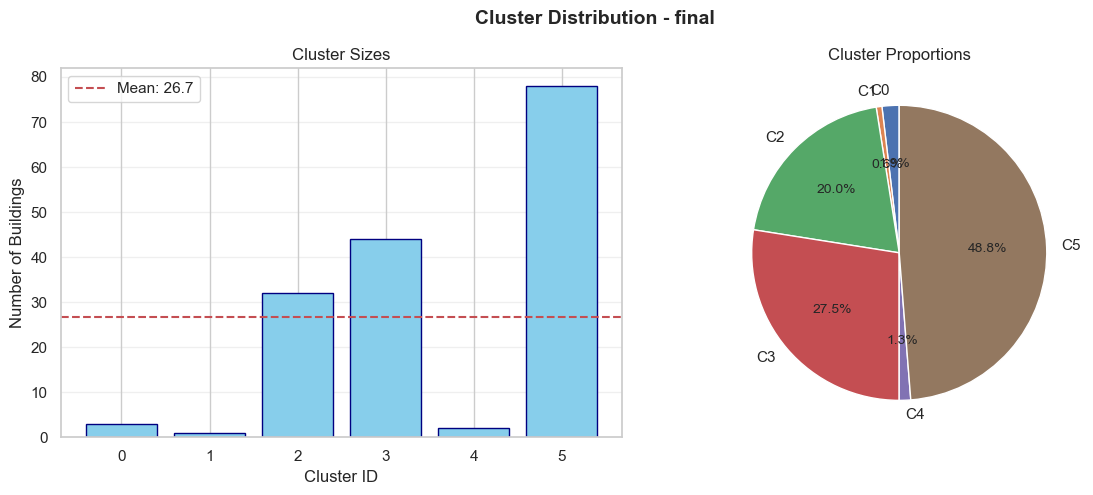 Cluster Distribution - final
Cluster Sizes
Mean: 26.7
80
70
60
50
40
30
20
10
0
Number of Buildings
0 1 2 3 4 5
Cluster ID
Cluster Proportions
C1 C0
C2
0.6%
20.0%
48.8%
C5
27.5%
1.3%
C3
C4